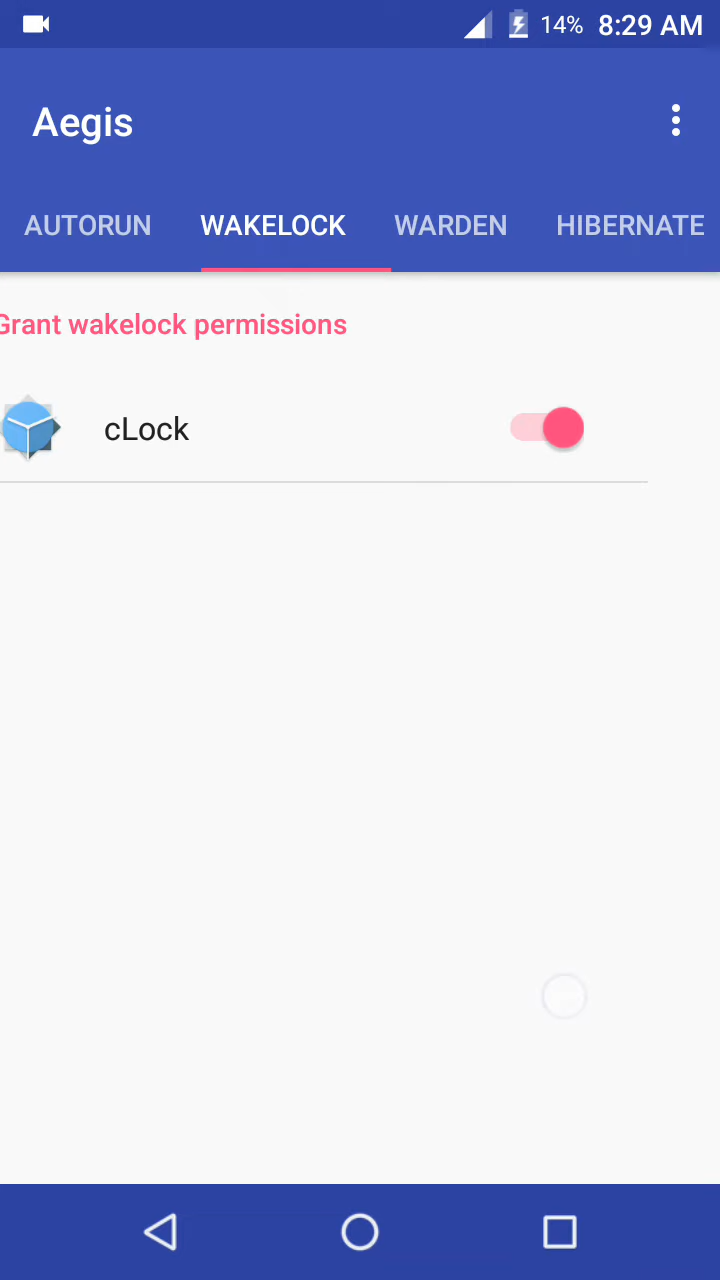 14% 8:29 AM
Aegis
AUTORUN WAKELOCK WARDEN HIBERNATE
Grant wakelock permissions
cLock